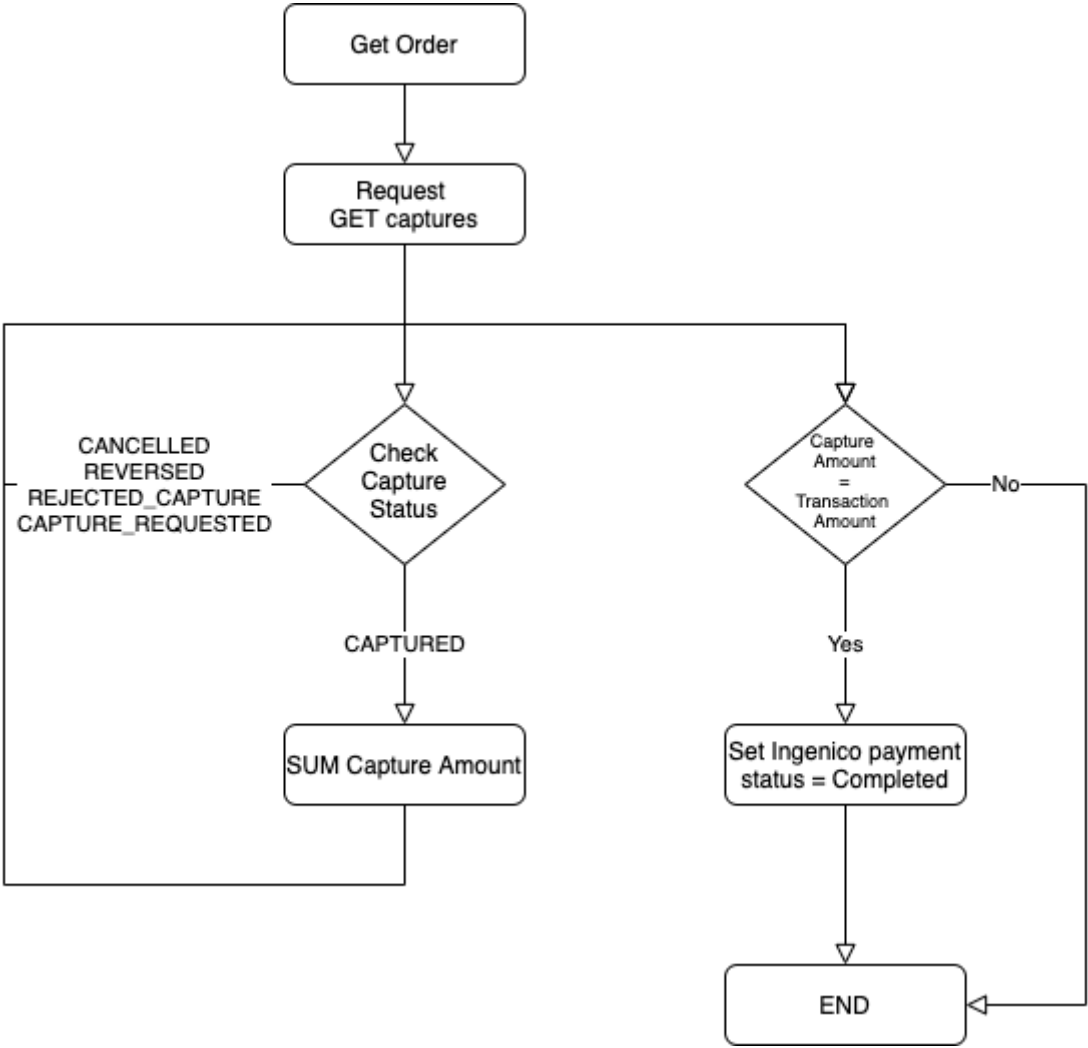 Get Order
Request
GET captures
CANCELLED
REVERSED
REJECTED_CAPTURE
CAPTURE_REQUESTED
Check
Capture
Status
Capture
Amount
=
Transaction
Amount
No
CAPTURED
Yes
SUM Capture Amount
Set Ingenico payment
status = Completed
END